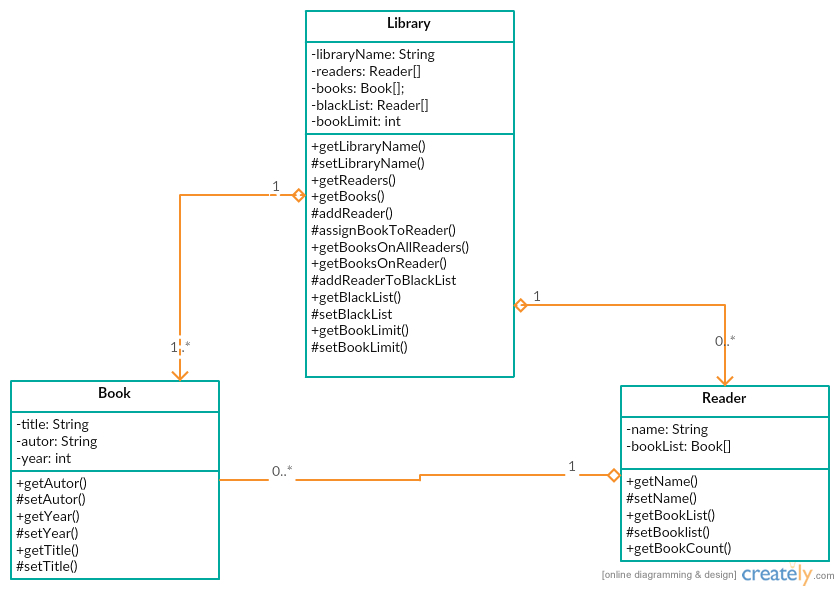 Library
-libraryName: String
-readers: Reader[]
-books: Book[];
-blackList: Reader[]
-bookLimit: int
+getLibraryName()
#setLibraryName()
+getReaders()
+getBooks()
#addReader()
#assignBookToReader()
+getBooksOnAllReaders()
+getBooksOnReader()
#addReaderToBlackList
+getBlackList()
#setBlackList
+getBookLimit()
#setBookLimit()
1
1..*
1
0..*
Book
-title: String
-autor: String
-year: int
+getAutor()
#setAutor()
+getYear()
#setYear()
+getTitle()
#setTitle()
0..*
1
Reader
-name: String
-bookList: Book[]
+getName()
#setName()
+getBookList()
#setBooklist()
+getBookCount()
[online diagramming & design] creately.com